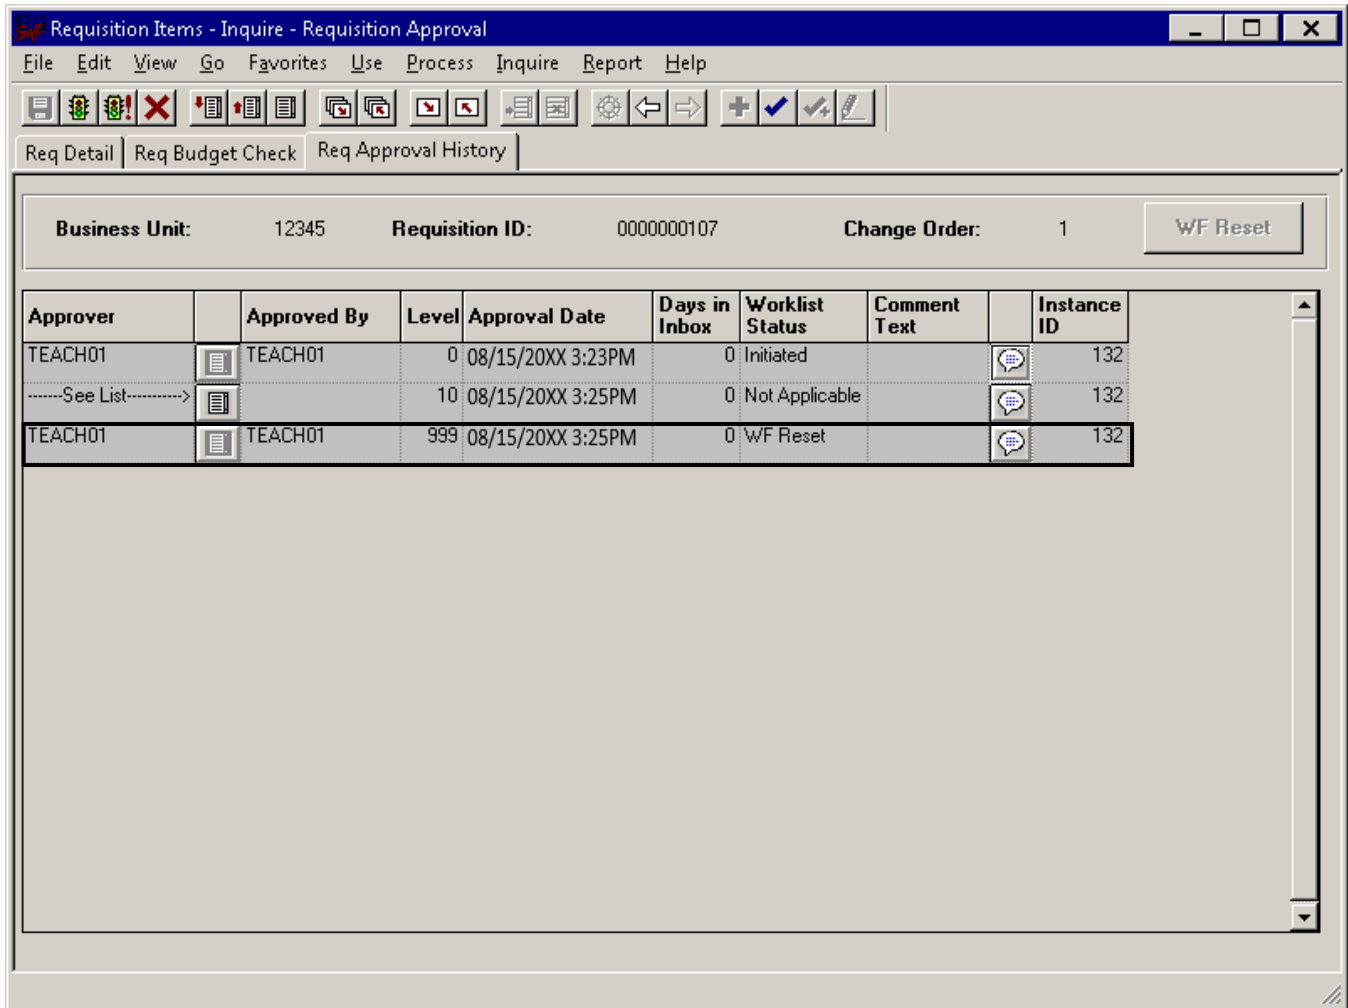 Requisition Items - Inquire - Requisition Approval
File Edit View Go Favorites Use Process Inquire Report Help
Req Detail Req Budget Check Req Approval History
Business Unit: 12345 Requisition ID: 0000000107 Change Order: 1 WF Reset
Approver Approved By Level Approval Date Days in Inbox Worklist Status Comment Text Instance ID
TEACH01 TEACH01 0 08/15/20XX 3:23PM 0 Initiated 132
-------See List-----------> 10 08/15/20XX 3:25PM 0 Not Applicable 132
TEACH01 TEACH01 999 08/15/20XX 3:25PM 0 WF Reset 132